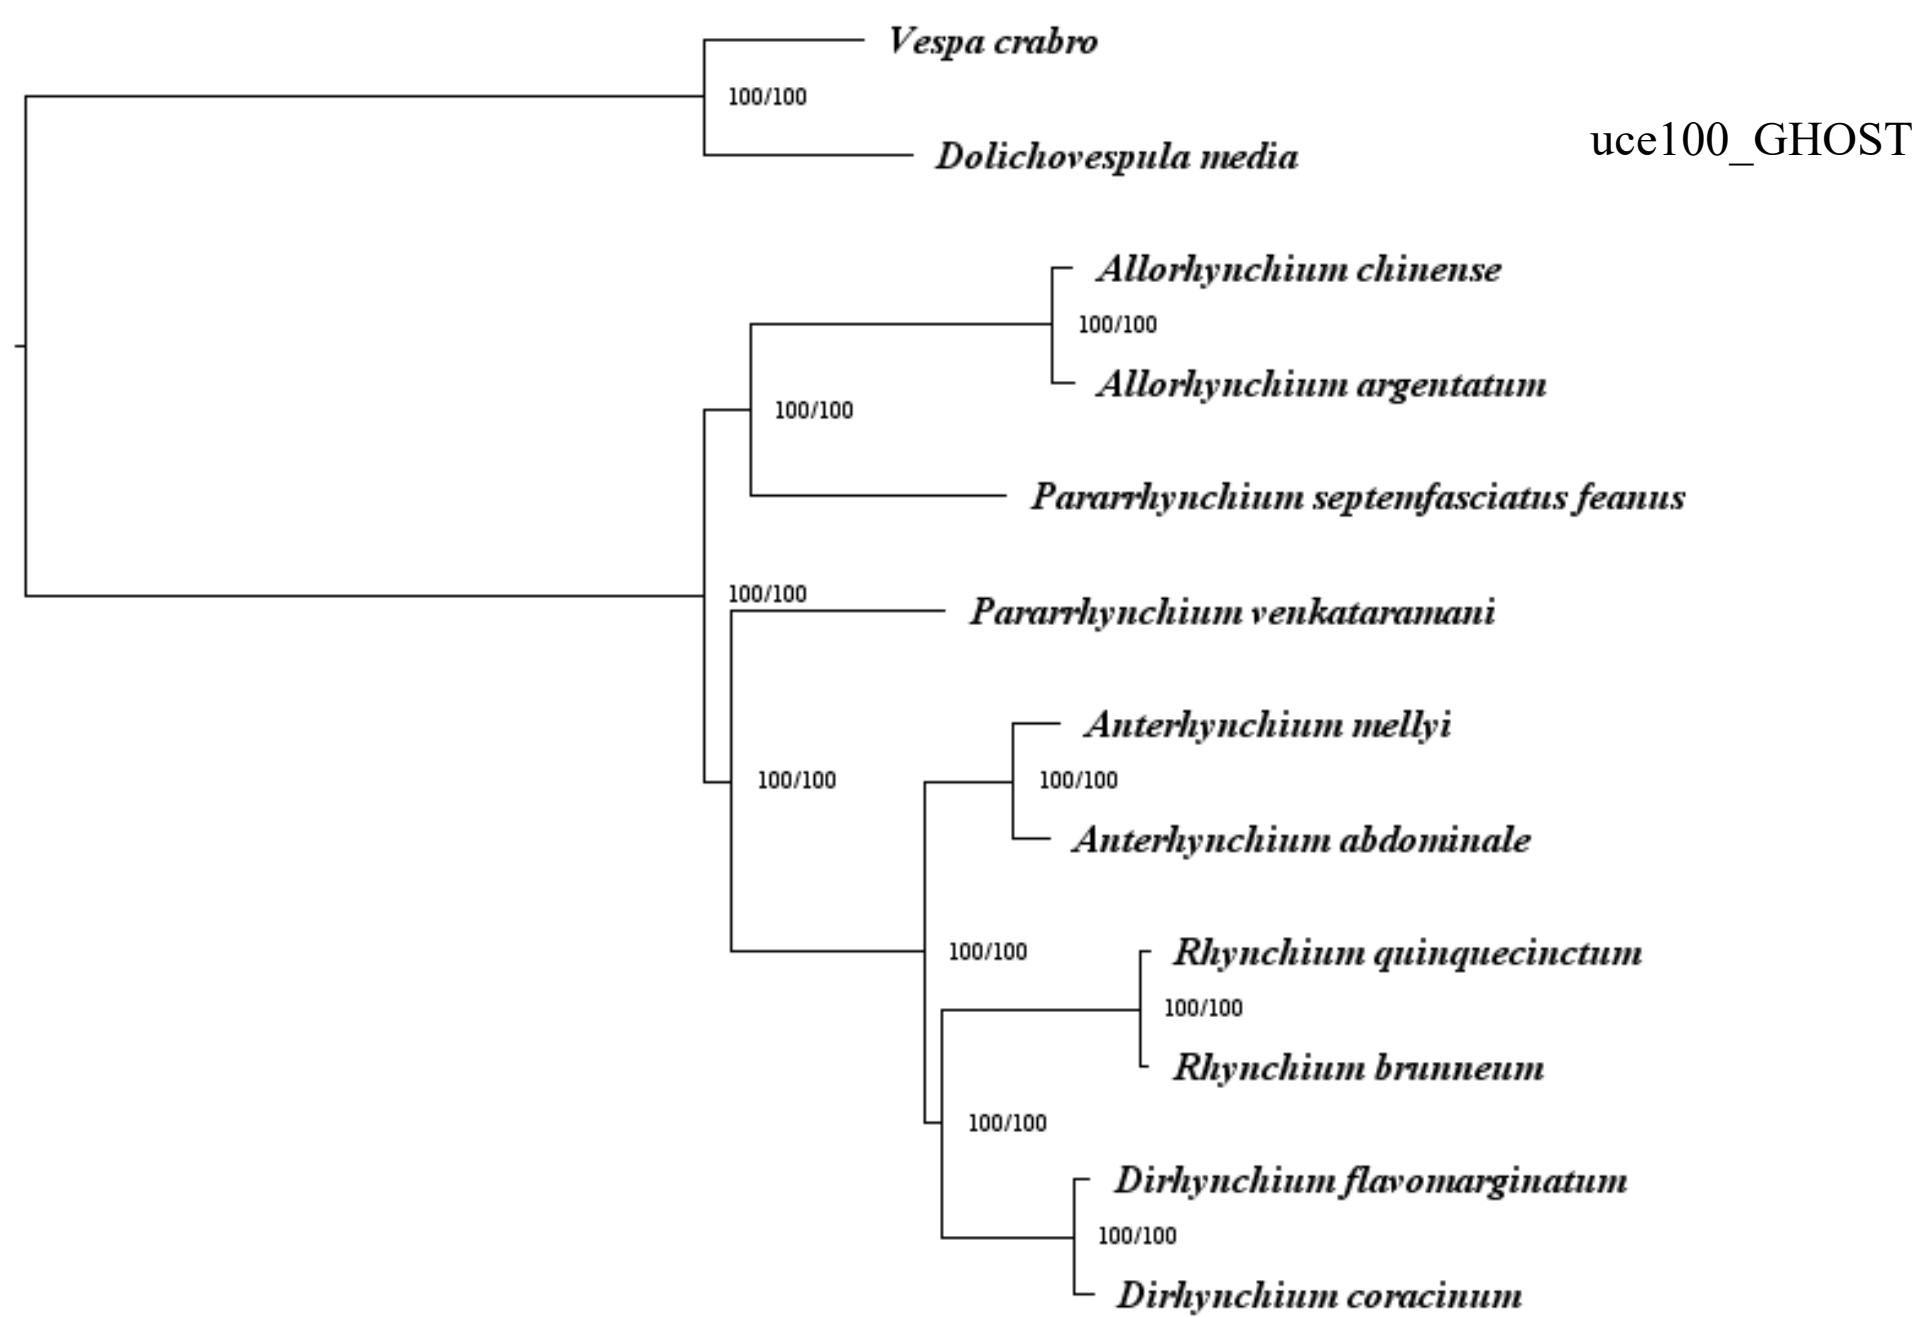 Vespa crabro
100/100
Dolichovespula media
uce100_GHOST
Allorhynchium chinense
100/100
Allorhynchium argentatum
100/100
Pararrhynchium septemfasciatus feanus
100/100
Pararrhynchium venkataramani
Anterhynchium mellyi
100/100
100/100
Anterhynchium abdominale
100/100
Rhynchium quinquecinctum
100/100
Rhynchium brunneum
100/100
Dirhynchium flavomarginatum
100/100
Dirhynchium coracinum